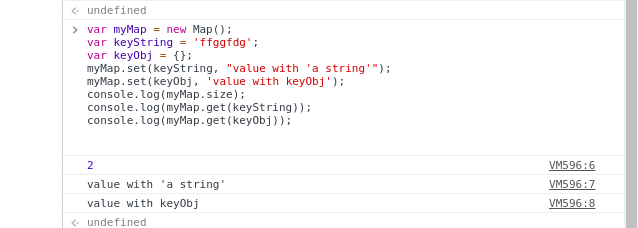 undefined
var myMap = new Map();
var keyString = 'ffggfdg';
var keyObj = {};
myMap.set(keyString, "value with 'a string'");
myMap.set(keyObj, 'value with keyObj');
console.log(myMap.size);
console.log(myMap.get(keyString));
console.log(myMap.get(keyObj));
2 VM596:6
value with 'a string' VM596:7
value with keyObj VM596:8
undefined